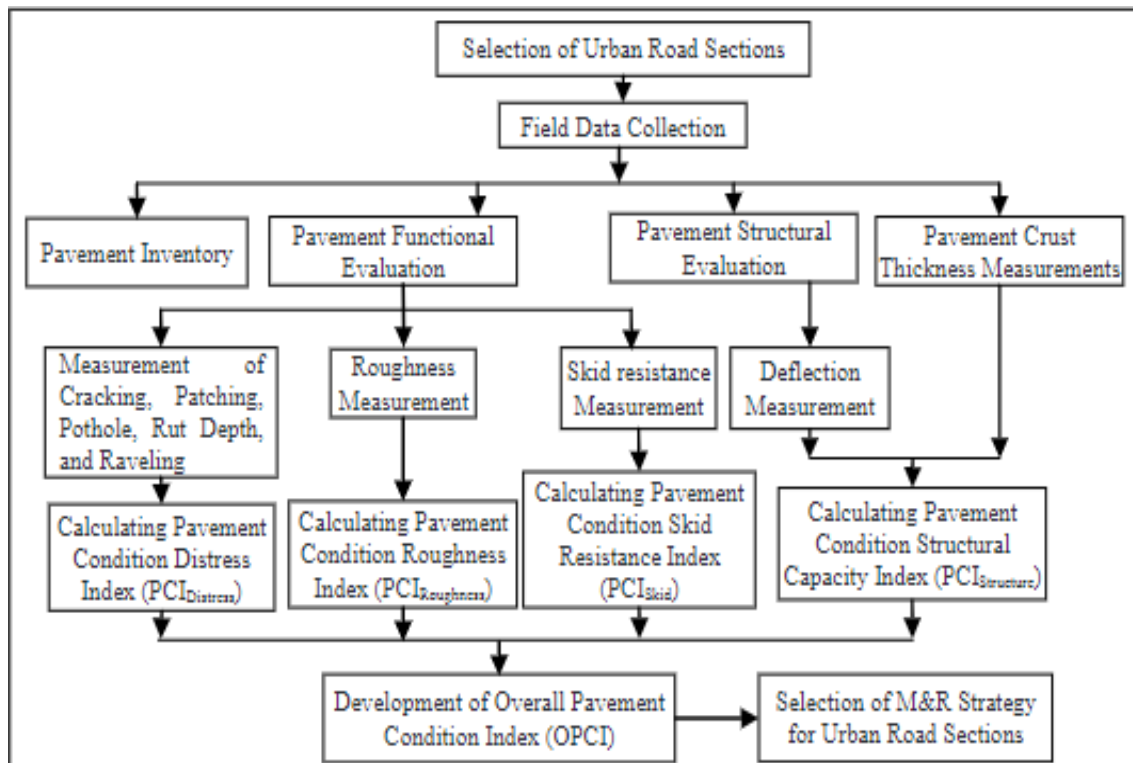 Selection of Urban Road Sections
Field Data Collection
Pavement Inventory
Pavement Functional
Evaluation
Pavement Structural
Evaluation
Pavement Crust
Thickness Measurements
Measurement of
Cracking, Patching,
Pothole, Rut Depth,
and Raveling
Roughness
Measurement
Skid resistance
Measurement
Deflection
Measurement
Calculating Pavement
Condition Distress
Index (PCIDistress)
Calculating Pavement
Condition Roughness
Index (PCIRoughness)
Calculating Pavement
Condition Skid
Resistance Index
(PCISkid)
Calculating Pavement
Condition Structural
Capacity Index (PCIStructure)
Development of Overall Pavement
Condition Index (OPCI)
Selection of M&R Strategy
for Urban Road Sections